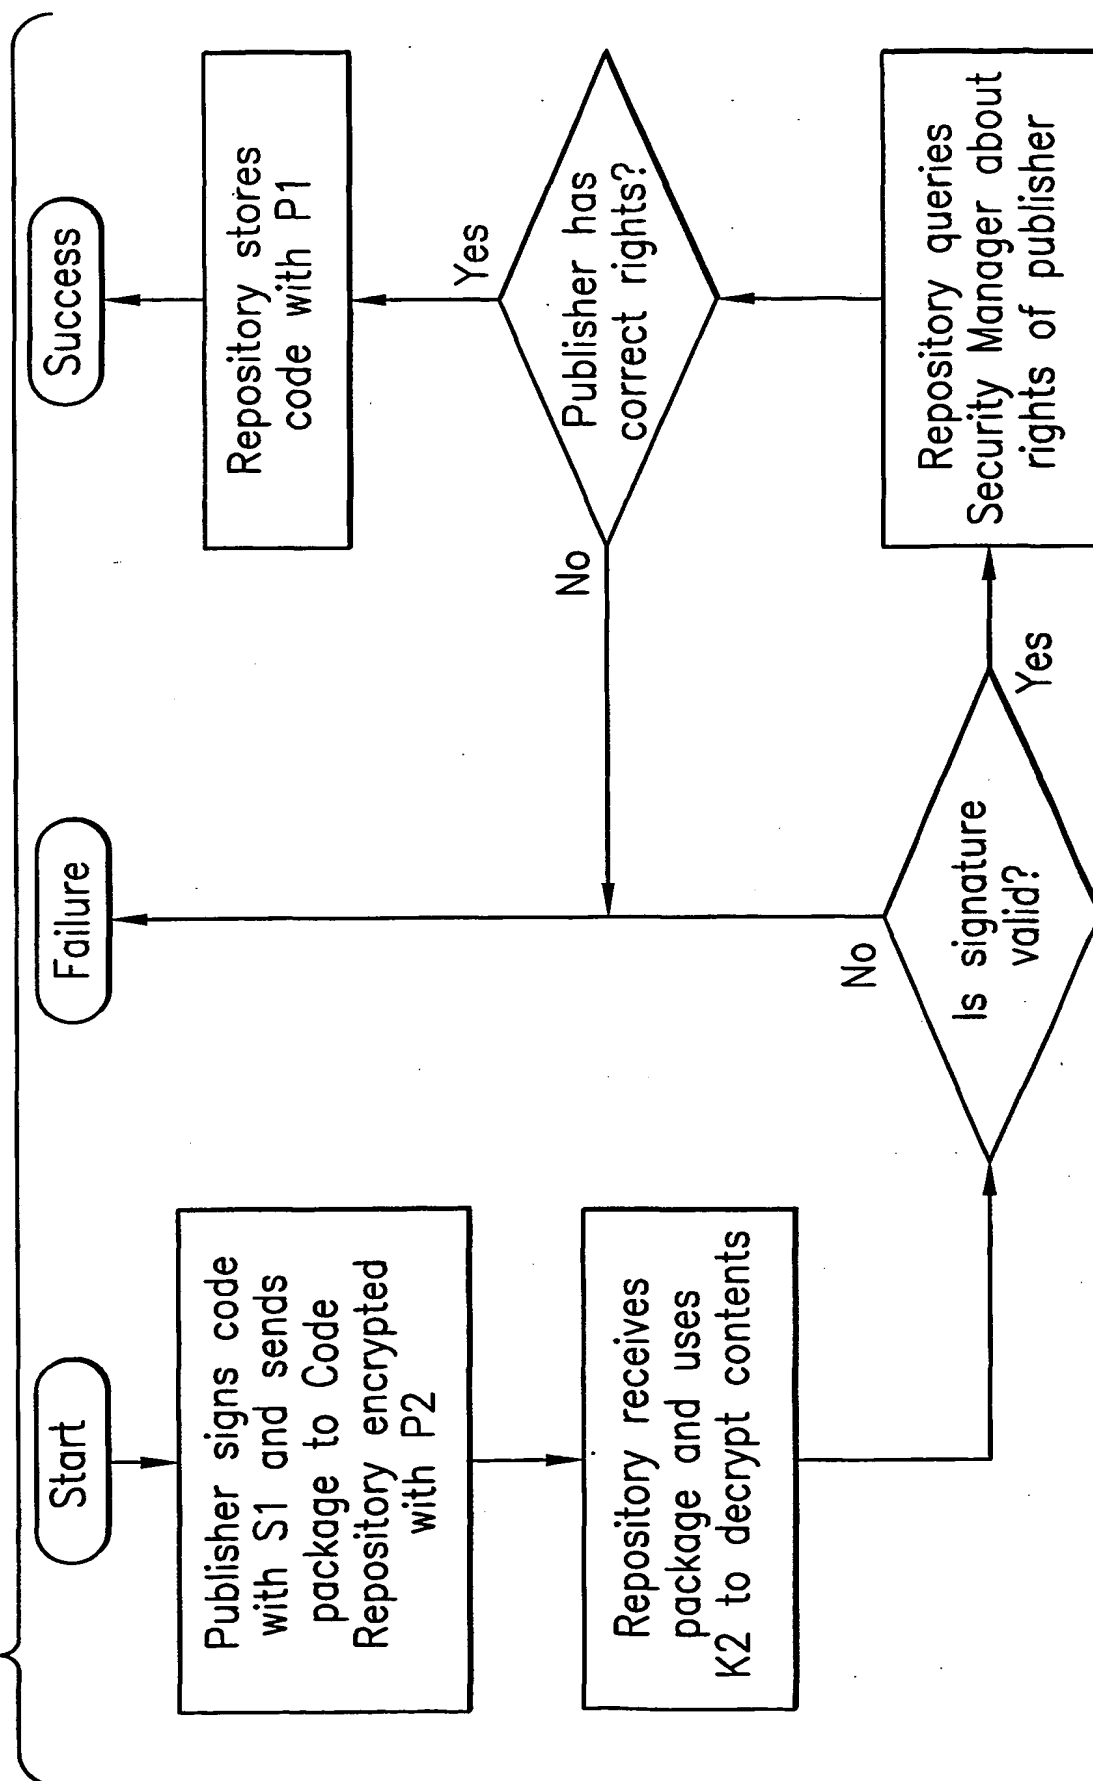 Start
Publisher signs code
with S1 and sends
package to Code
Repository encrypted
with P2
Repository receives
package and uses
K2 to decrypt contents
Is signature
valid?
No
Yes
Failure
Repository queries
Security Manager about
rights of publisher
Publisher has
correct rights?
No
Yes
Repository stores
code with P1
Success